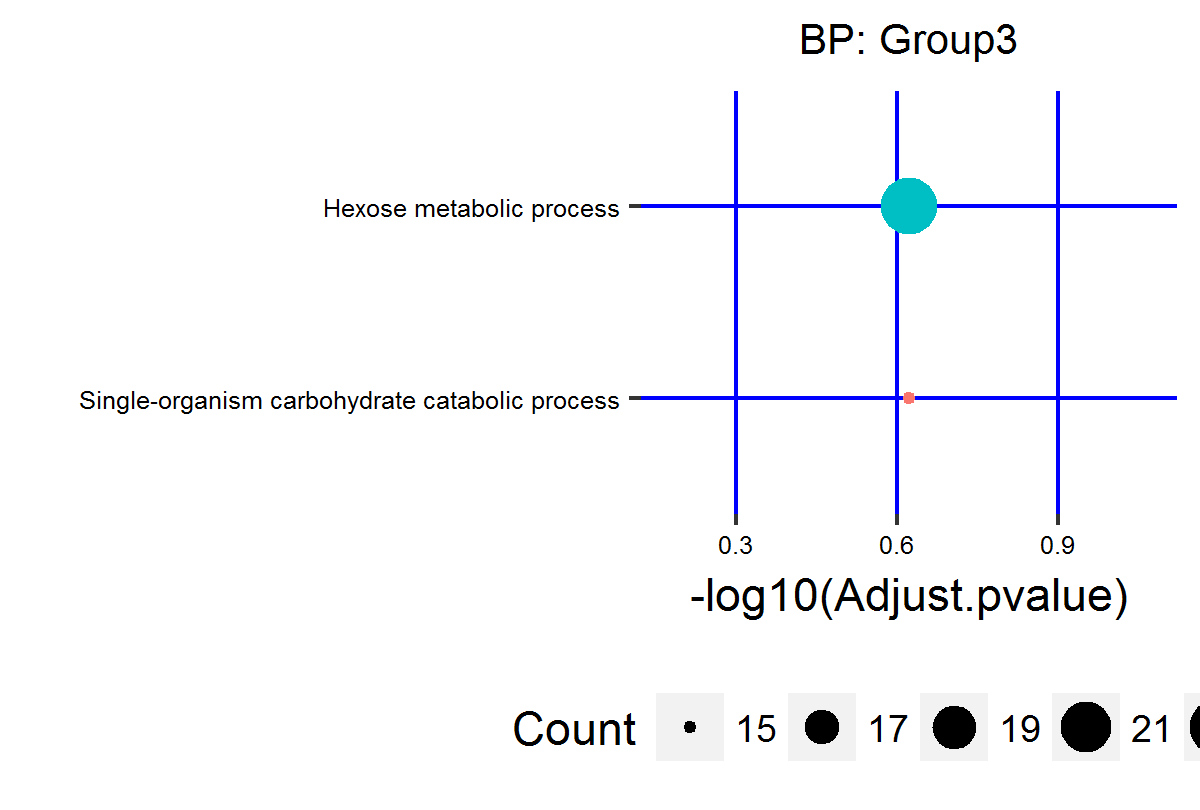 BP: Group3
Hexose metabolic process
Single-organism carbohydrate catabolic process
0.3 0.6 0.9
-log10(Adjust.pvalue)
Count 15 17 19 21